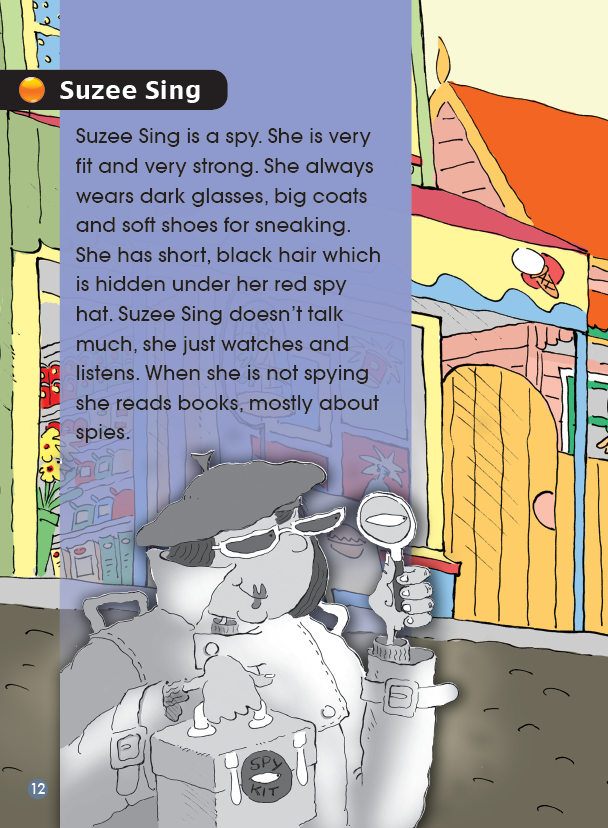 Suzee Sing
Suzee Sing is a spy. She is very
fit and very strong. She always
wears dark glasses, big coats
and soft shoes for sneaking.
She has short, black hair which
is hidden under her red spy
hat. Suzee Sing doesn't talk
much, she just watches and
listens. When she is not spying
she reads books, mostly about
spies.
SPY
KIT
12